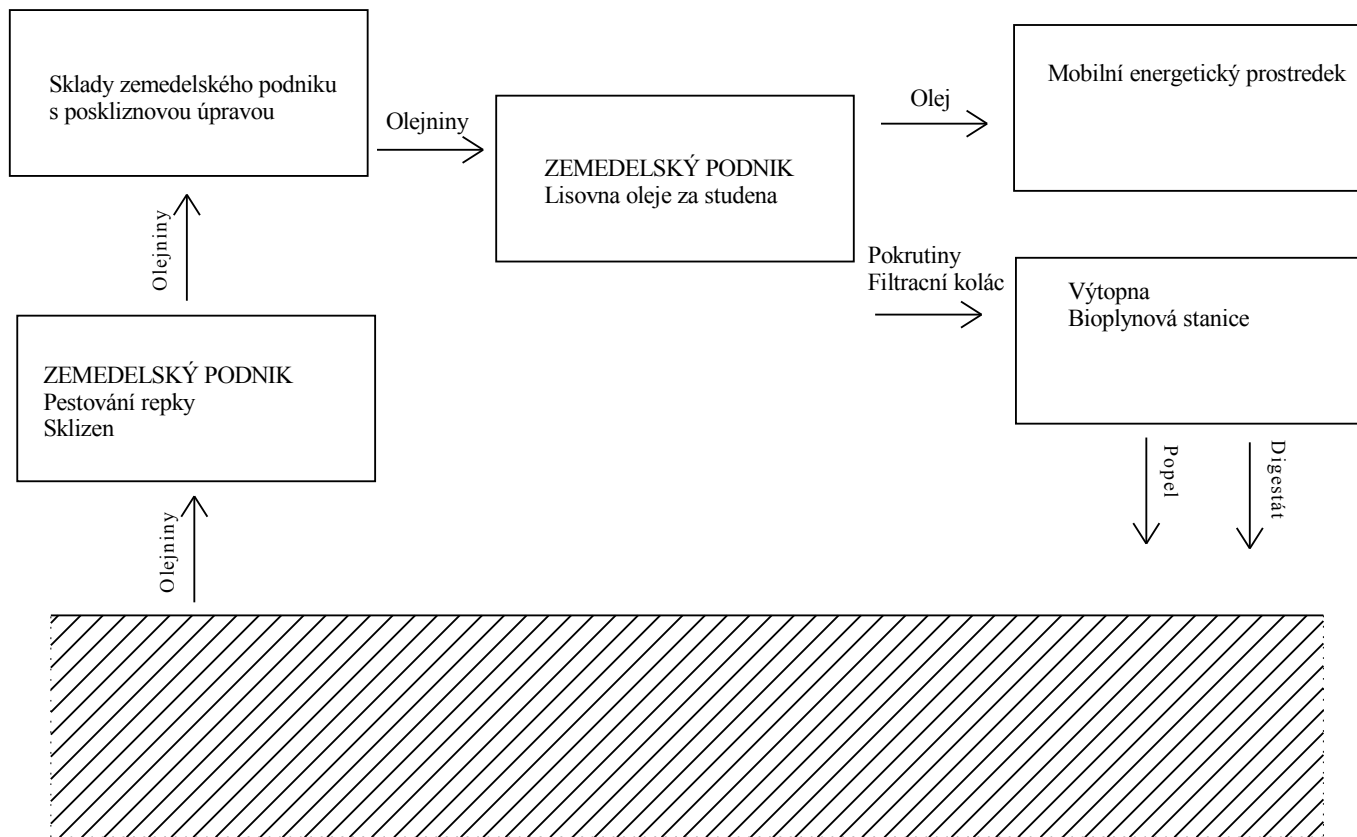 Sklady zemedelského podniku
s poskliznovou úpravou
Olejniny
ZEMEDELSKÝ PODNIK
Lisovna oleje za studena
Olej
Mobilní energetický prostredek
Pokrutiny
Filtracní kolác
Výtopna
Bioplynová stanice
Olejniny
ZEMEDELSKÝ PODNIK
Pestování repky
Sklizen
Olejniny
Popel
Digestát